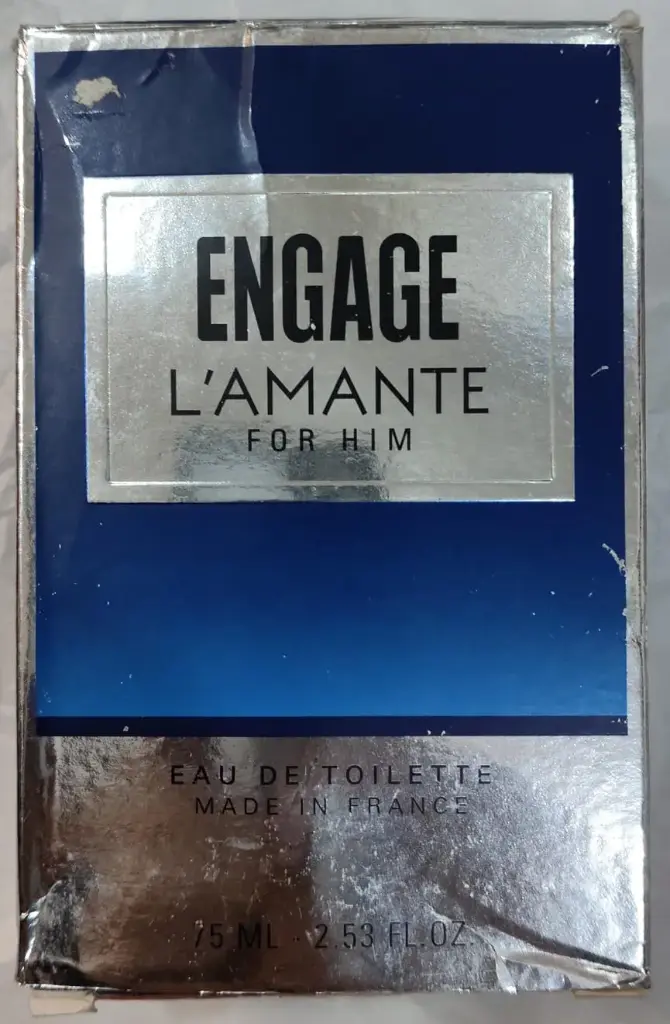 ENGAGE
L'AMANTE
FOR HIM
EAU DE TOILETTE
MADE IN FRANCE
75 ML · 2.53 FL.OZ.